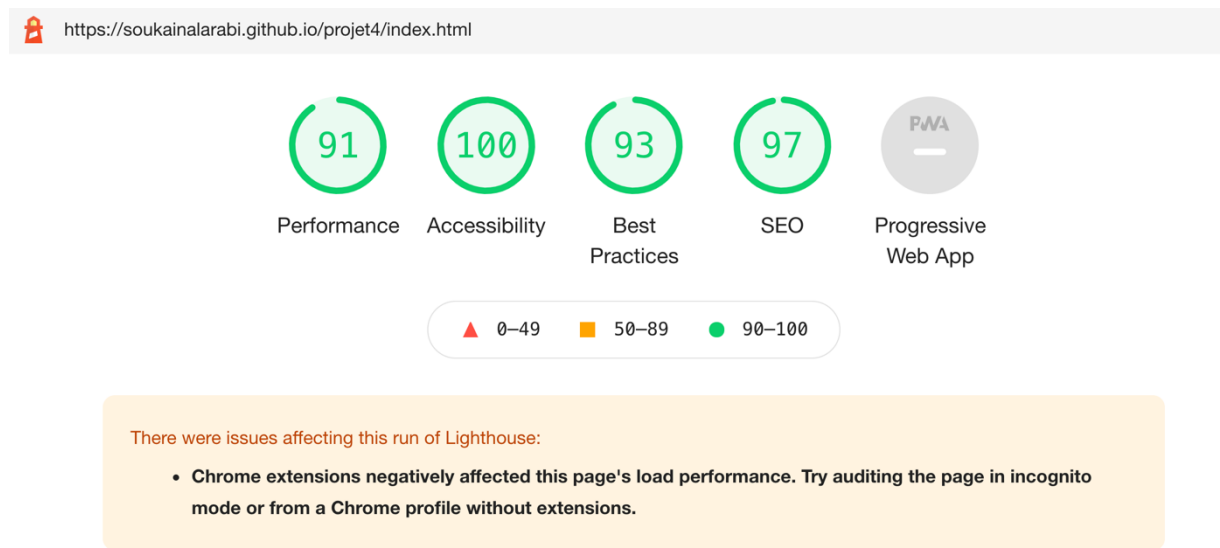 https://soukainalarabi.github.io/projet4/index.html
91 100 93 97 PWA
Performance Accessibility Best Practices SEO Progressive Web App
0–49 50–89 90–100
There were issues affecting this run of Lighthouse:
• Chrome extensions negatively affected this page's load performance. Try auditing the page in incognito
mode or from a Chrome profile without extensions.